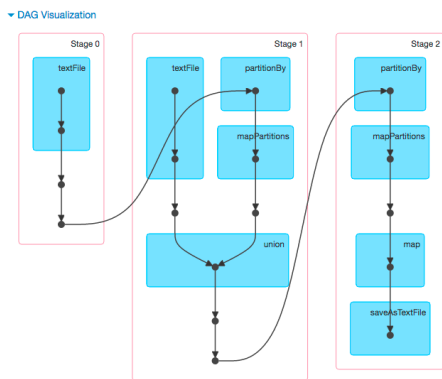 DAG Visualization
Stage 0
textFile
Stage 1
textFile
partitionBy
mapPartitions
union
Stage 2
partitionBy
mapPartitions
map
saveAsTextFile